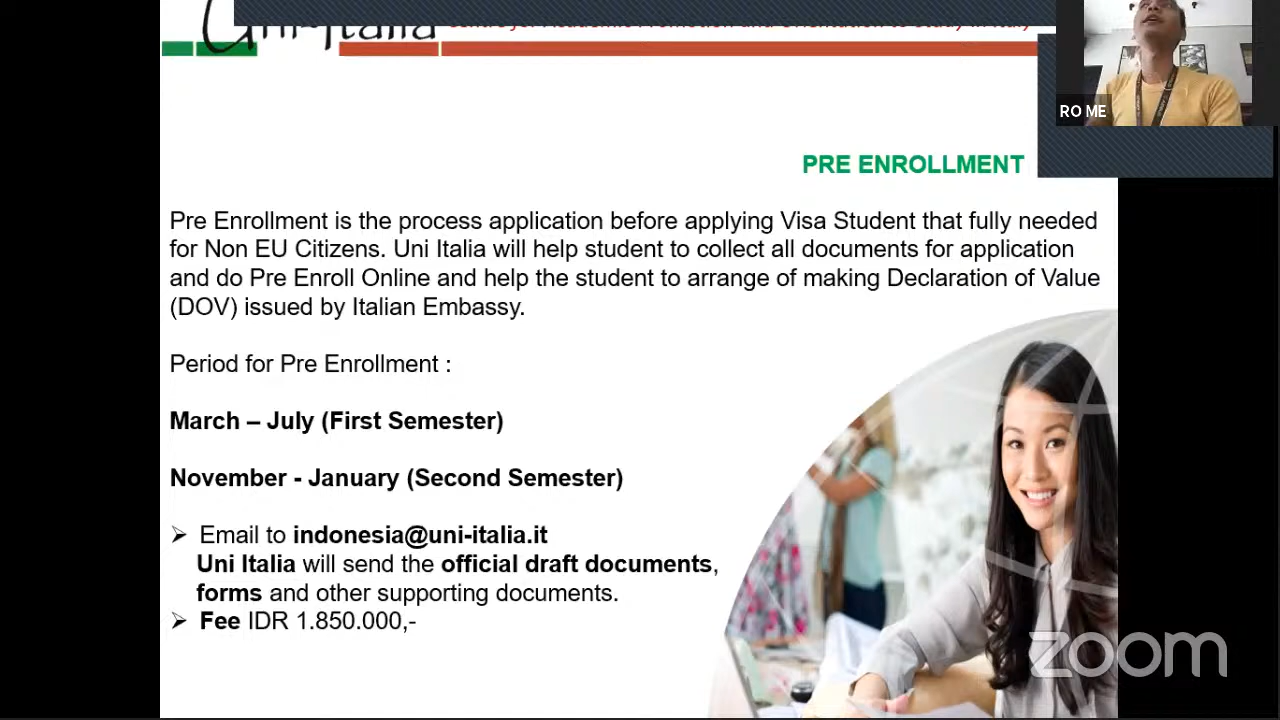 Uni-Italia
RO ME
PRE ENROLLMENT
Pre Enrollment is the process application before applying Visa Student that fully needed
for Non EU Citizens. Uni Italia will help student to collect all documents for application
and do Pre Enroll Online and help the student to arrange of making Declaration of Value
(DOV) issued by Italian Embassy.
Period for Pre Enrollment :
March – July (First Semester)
November - January (Second Semester)
➢ Email to indonesia@uni-italia.it
Uni Italia will send the official draft documents,
forms and other supporting documents.
➢ Fee IDR 1.850.000,-
zoom